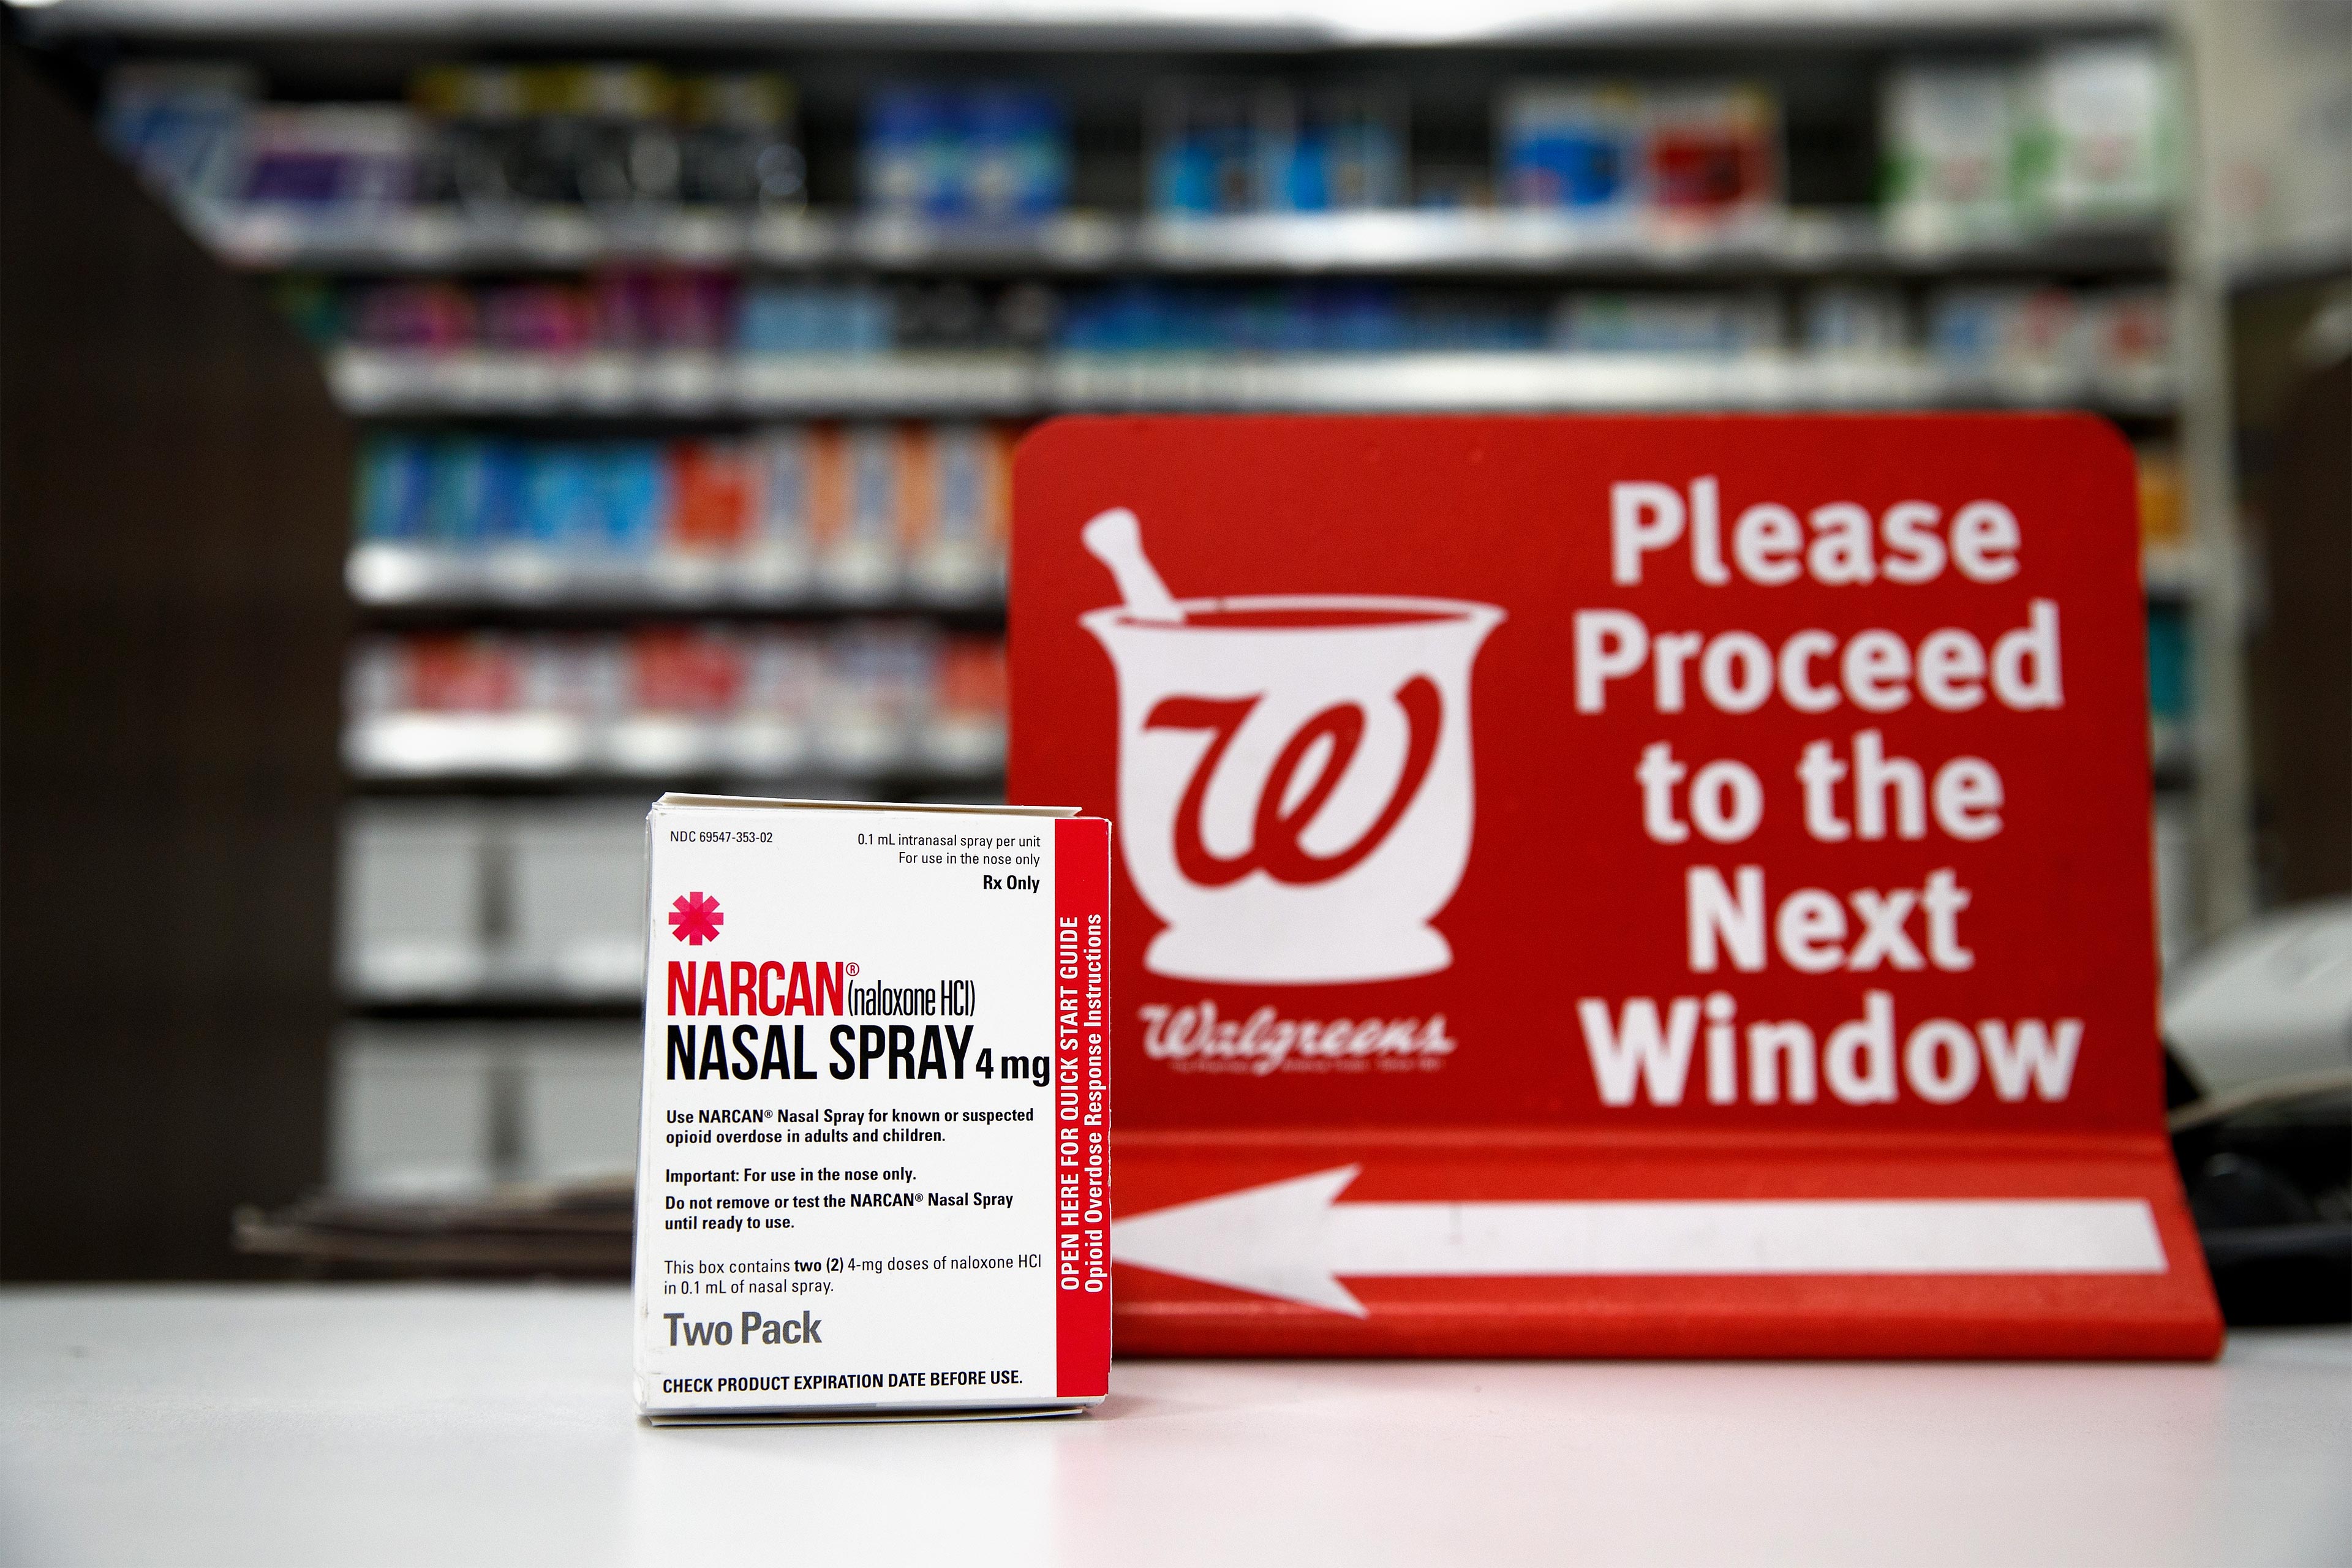 NDC 69547-353-02
0.1 mL intranasal spray per unit
For use in the nose only
Rx Only
NARCAN® (naloxone HCl)
NASAL SPRAY 4 mg
Use NARCAN® Nasal Spray for known or suspected
opioid overdose in adults and children.
Important: For use in the nose only.
Do not remove or test the NARCAN® Nasal Spray
until ready to use.
This box contains two (2) 4-mg doses of naloxone HCl
in 0.1 mL of nasal spray.
Two Pack
CHECK PRODUCT EXPIRATION DATE BEFORE USE.
OPEN HERE FOR QUICK START GUIDE
Opioid Overdose Response Instructions
W
Walgreens
Please
Proceed
to the
Next
Window